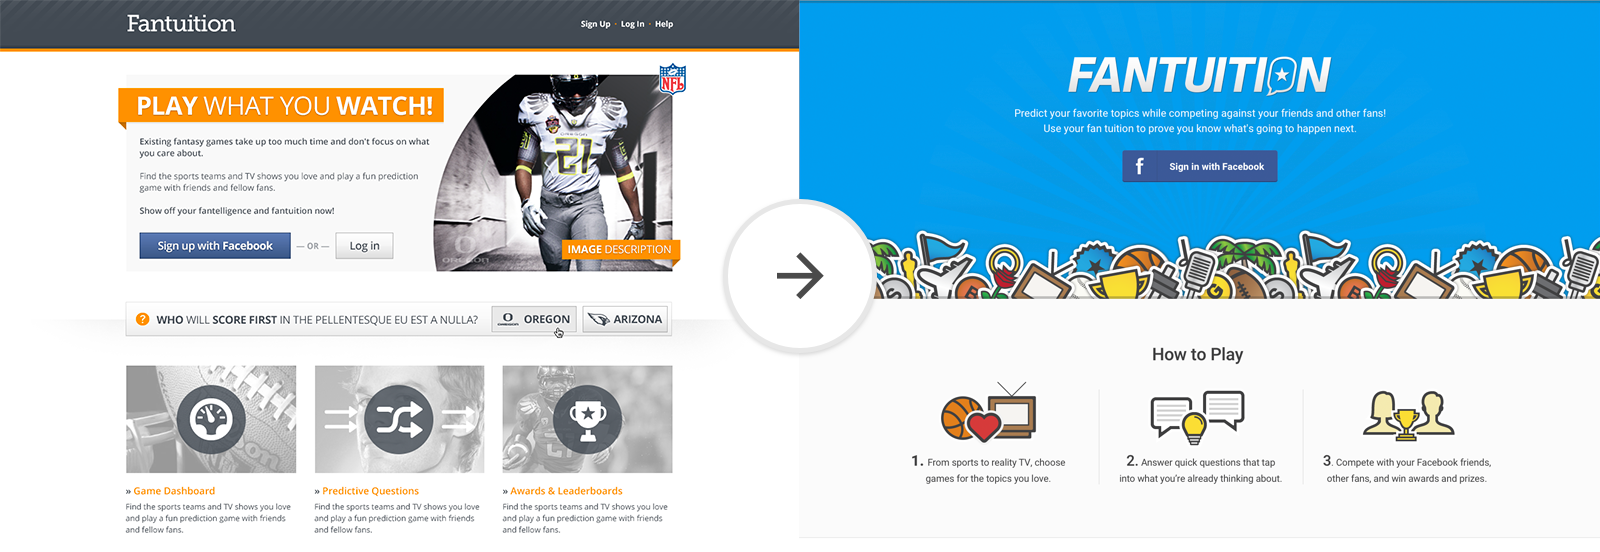 Fantuition
Sign Up - Log In - Help
NFL
PLAY WHAT YOU WATCH!
Existing fantasy games take up too much time and don't focus on what
you care about.
Find the sports teams and TV shows you love and play a fun prediction
game with friends and fellow fans.
Show off your fantelligence and fantuition now!
Sign up with Facebook
— OR —
Log in
21
IMAGE DESCRIPTION
? WHO WILL SCORE FIRST IN THE PELLENTESQUE EU EST A NULLA?
OREGON
ARIZONA
» Game Dashboard
Find the sports teams and TV shows you love
and play a fun prediction game with friends
and fellow fans.
» Predictive Questions
Find the sports teams and TV shows you love
and play a fun prediction game with friends
and fellow fans.
» Awards & Leaderboards
Find the sports teams and TV shows you love
and play a fun prediction game with friends
and fellow fans.
FANTUITION
Predict your favorite topics while competing against your friends and other fans!
Use your fan tuition to prove you know what's going to happen next.
f Sign in with Facebook
How to Play
1. From sports to reality TV, choose
games for the topics you love.
2. Answer quick questions that tap
into what you're already thinking about.
3. Compete with your Facebook friends,
other fans, and win awards and prizes.